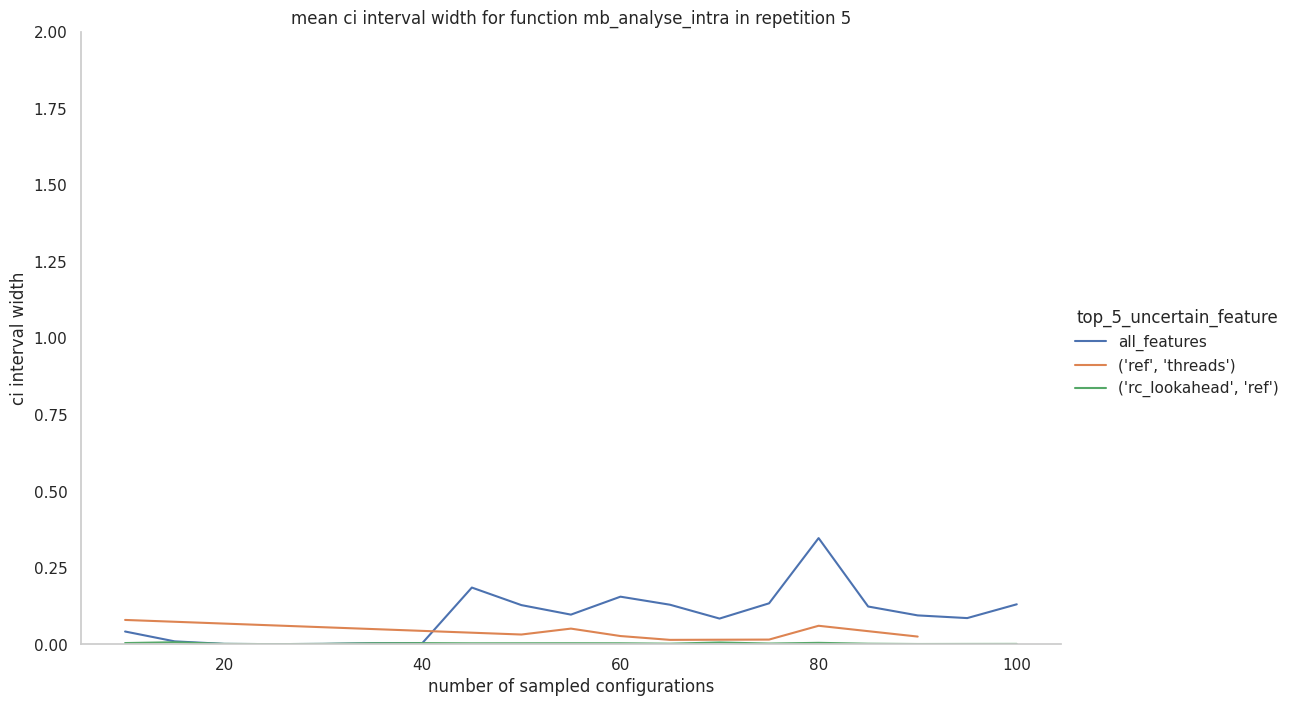 mean ci interval width for function mb_analyse_intra in repetition 5
2.00
1.75
1.50
1.25
1.00
0.75
0.50
0.25
0.00
ci interval width
20
40
60
80
100
number of sampled configurations
top_5_uncertain_feature
all_features
('ref', 'threads')
('rc_lookahead', 'ref')